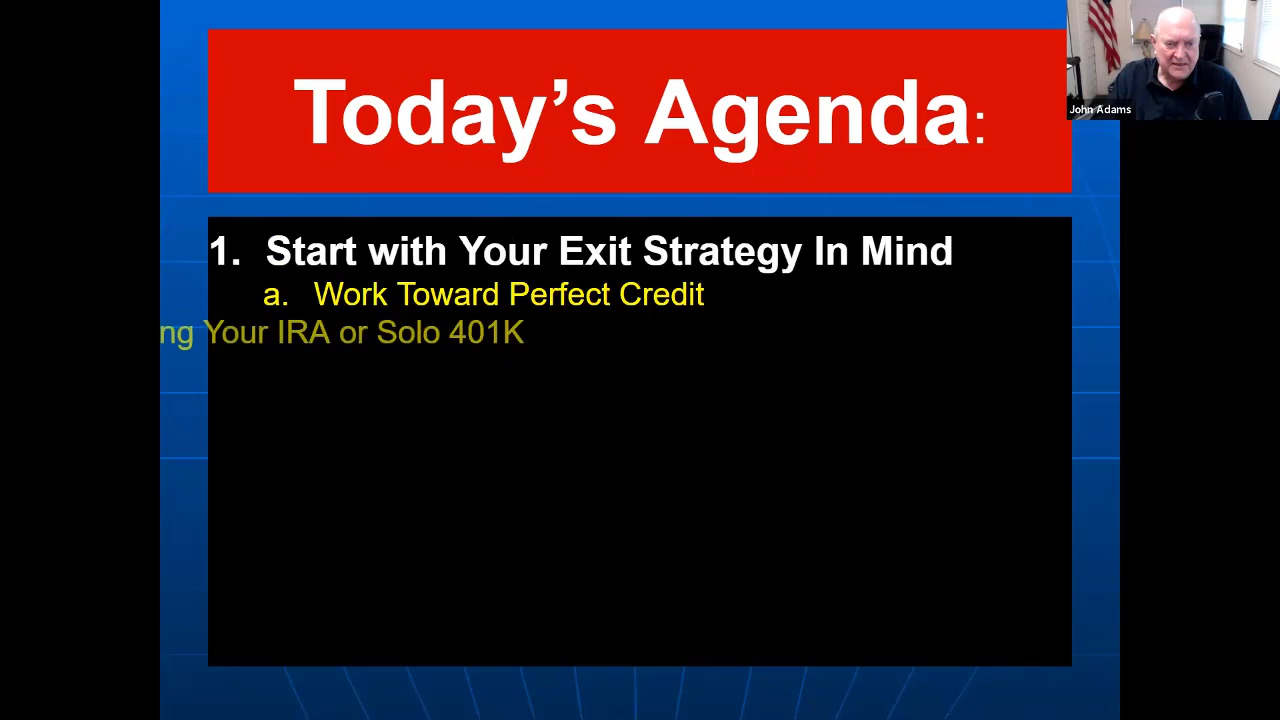 Today’s Agenda:
John Adams
1. Start with Your Exit Strategy In Mind
a. Work Toward Perfect Credit
ng Your IRA or Solo 401K